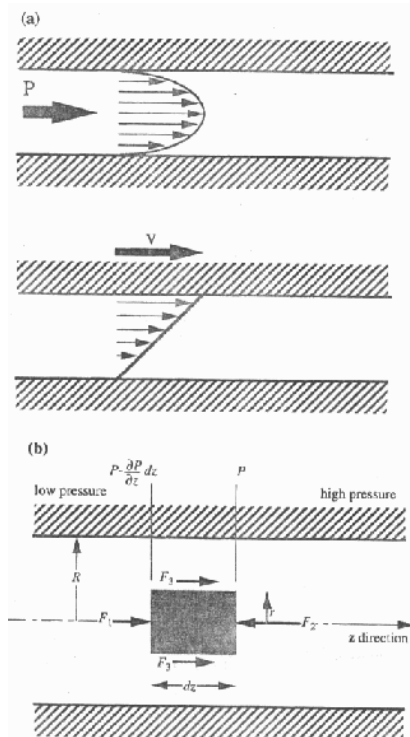 (a)
P
V
(b)
P-∂P/∂z dz P
low pressure high pressure
R
F₃
F₁ r F₂
z direction
F₃
dz